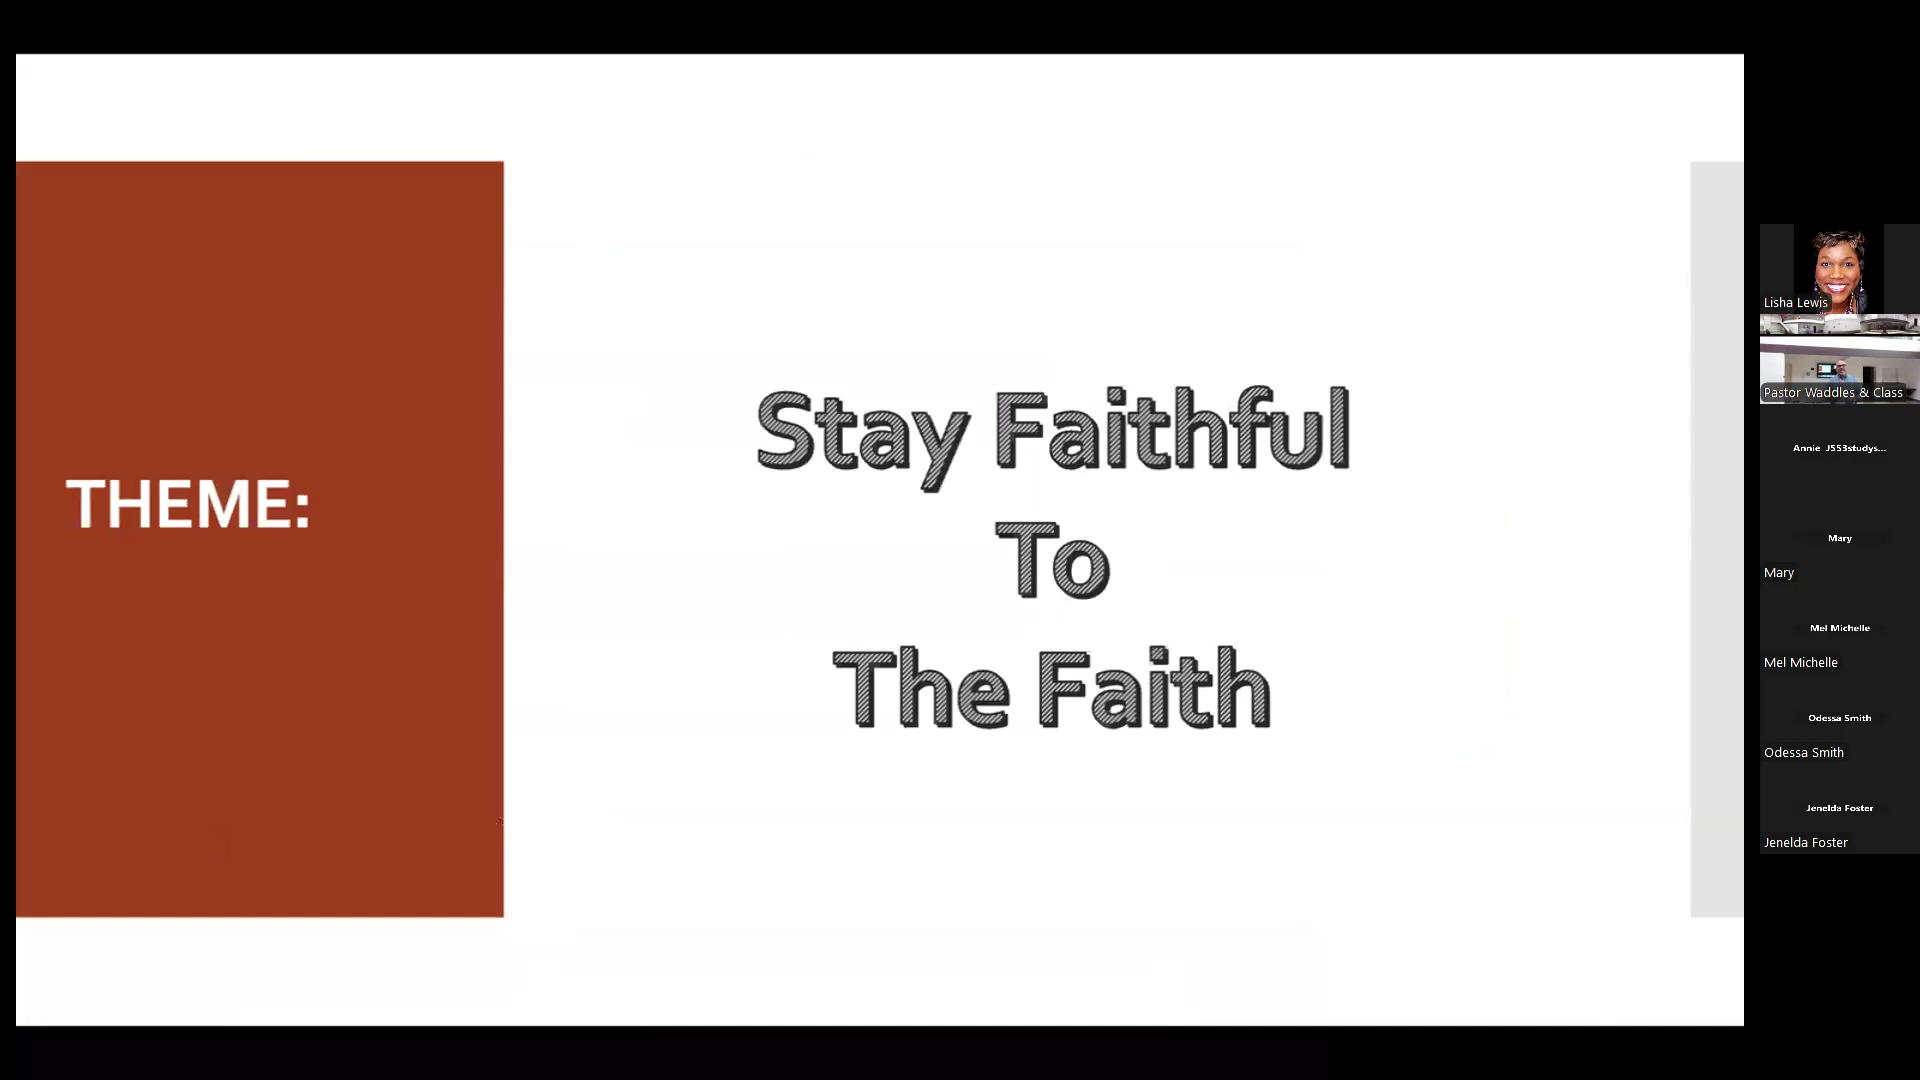 THEME:
Stay Faithful
To
The Faith
Lisha Lewis
Pastor Waddles & Class
Annie J553studys...
Mary
Mary
Mel Michelle
Mel Michelle
Odessa Smith
Odessa Smith
Jenelda Foster
Jenelda Foster